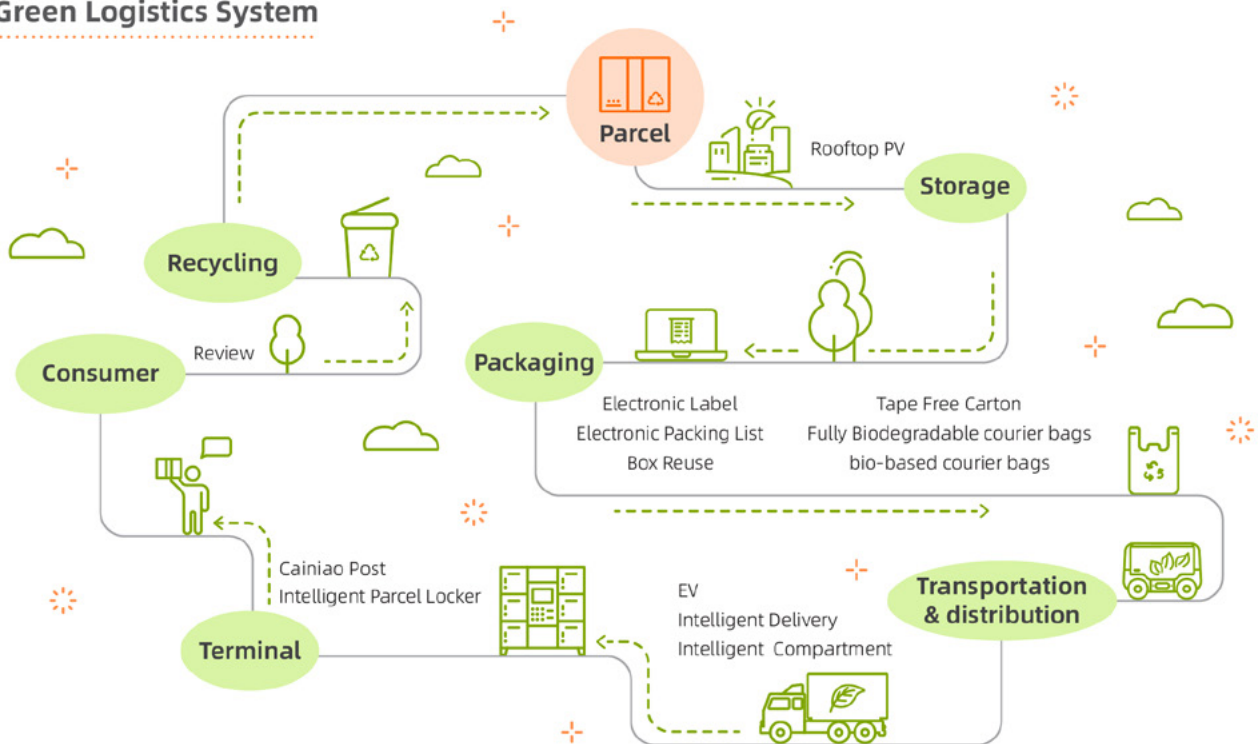 Green Logistics System
Parcel
Rooftop PV
Storage
Recycling
Review
Consumer
Packaging
Electronic Label
Electronic Packing List
Box Reuse
Tape Free Carton
Fully Biodegradable courier bags
bio-based courier bags
Cainiao Post
Intelligent Parcel Locker
Terminal
EV
Intelligent Delivery
Intelligent Compartment
Transportation
& distribution